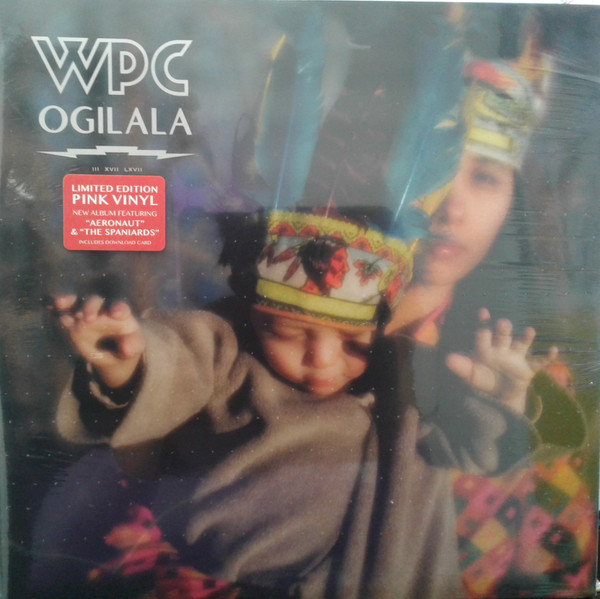 WPC
OGILALA
III XVII LXVII
LIMITED EDITION
PINK VINYL
NEW ALBUM FEATURING
"AERONAUT"
& "THE SPANIARDS"
INCLUDES DOWNLOAD CARD